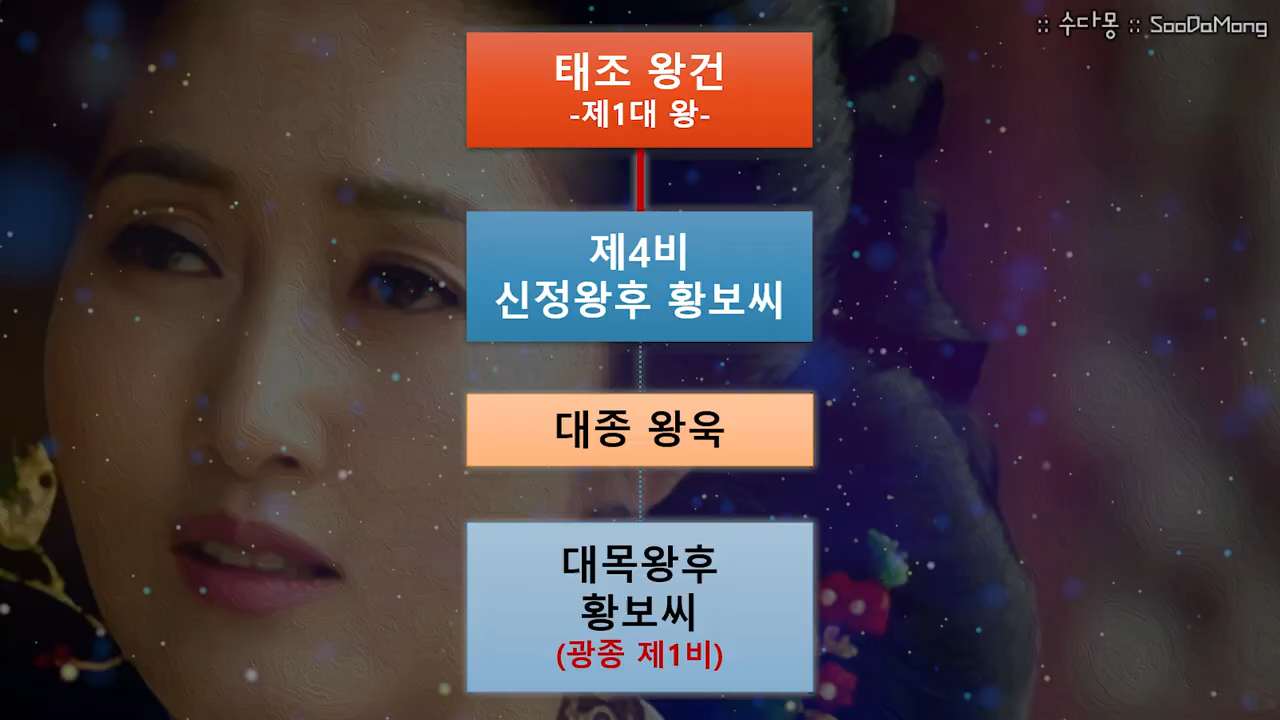 :: 수다몽 :: SooDaMong
태조 왕건
-제1대 왕-
제4비
신정왕후 황보씨
대종 왕욱
대목왕후
황보씨
(광종 제1비)